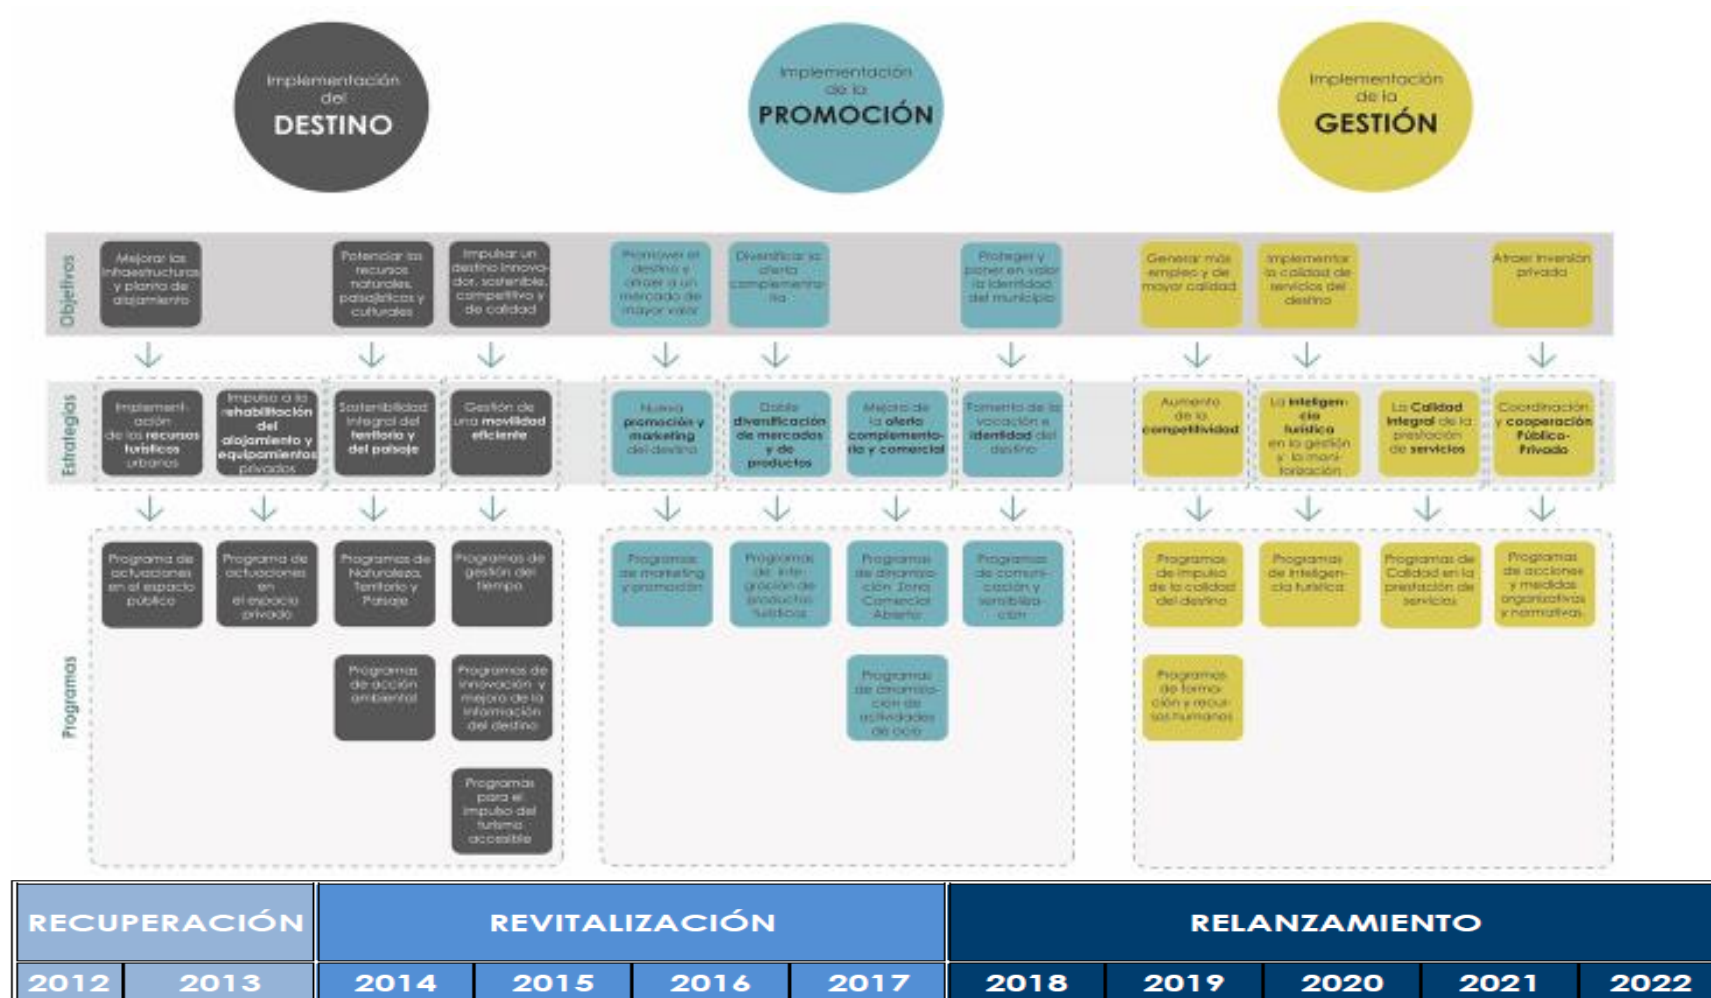 Implementación
del
DESTINO
Implementación
de la
PROMOCIÓN
Implementación
de la
GESTIÓN
Objetivos
Mejorar las
infraestructuras
y planta de
alojamiento
Potenciar los
recursos
naturales,
paisajísticos y
culturales
Impulsar un
destino innova-
dor, sostenible,
competitivo y
de calidad
Promover el
destino y
atraer a un
mercado de
mayor valor
Diversificar la
oferta
complementa-
ria
Proteger y
poner en valor
la identidad
del municipio
Generar más
empleo y de
mayor calidad
Implementar
la calidad de
servicios del
destino
Atraer inversión
privada
Estrategias
Implement-
ación
de los recursos
turísticos
urbanos
Impulso a la
rehabilitación
del
alojamiento y
equipamientos
privados
Sostenibilidad
integral del
territorio y
del paisaje
Gestión de
una movilidad
eficiente
Nueva
promoción y
marketing
del destino
Doble
diversificación
de mercados
y de
productos
Mejora de
la oferta
complementa-
ria y comercial
Fomento de la
vocación e
identidad del
destino
Aumento
de la
competitividad
La inteligen-
cia
turística
en la gestión
y la moni-
torización
La Calidad
Integral de la
prestación
de servicios
Coordinación
y cooperación
Público-
Privado
Programas
Programa de
actuaciones
en el espacio
público
Programa de
actuaciones
en
el espacio
privado
Programas de
Naturaleza,
Territorio y
Paisaje
Programas de
gestión del
tiempo
Programas
de marketing
y promoción
Programas
de inte-
gración de
productos
turísticos
Programas
de dinamiza-
ción Zona
Comercial
Abierta
Programas
de comuni-
cación y
sensibiliza-
ción
Programas
de impulso
de la calidad
del destino
Programas
de inteligen-
cia turística
Programas de
Calidad en la
prestación de
servicios
Programas
de acciones
y medidas
organizativas
y normativas.
Programas
de acción
ambiental
Programas de
innovación y
mejora de la
información
del destino
Programas
de dinamiza-
ción de
actividades
de ocio
Programas
de forma-
ción y recur-
sos humanos
Programas
para el
impulso del
turismo
accesible
RECUPERACIÓN
REVITALIZACIÓN
RELANZAMIENTO
2012 2013 2014 2015 2016 2017 2018 2019 2020 2021 2022